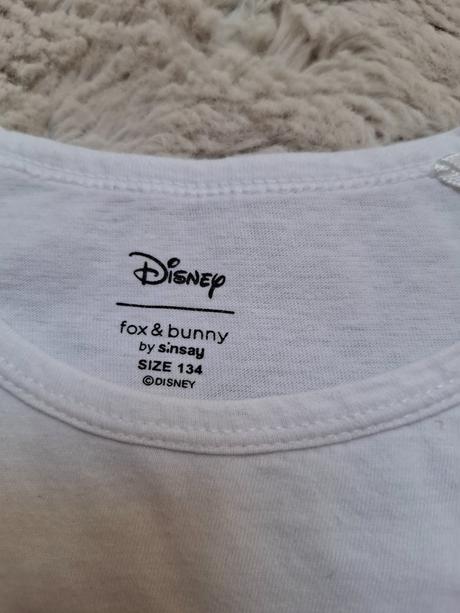 Disney
fox & bunny
by sinsay
SIZE 134
©DISNEY